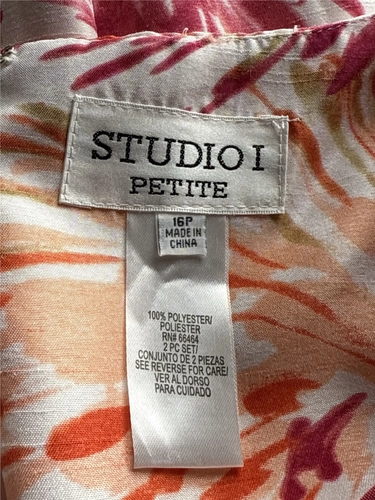 STUDIO I
PETITE
16P
MADE IN
CHINA
100% POLYESTER/
POLIESTER
RN# 66464
2 PC SET/
CONJUNTO DE 2 PIEZAS
SEE REVERSE FOR CARE/
VER AL DORSO
PARA CUIDADO